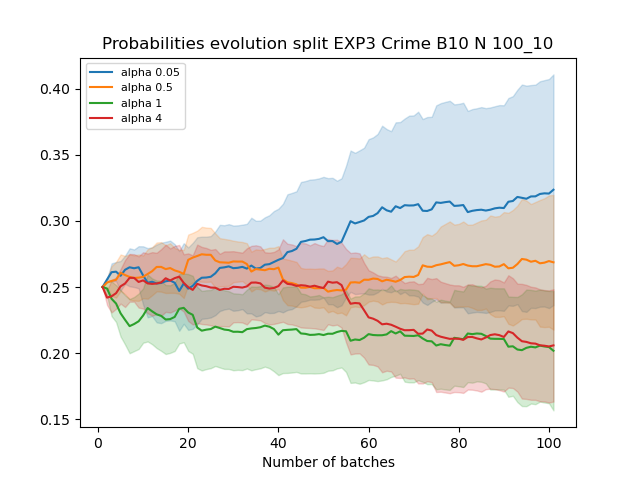 Probabilities evolution split EXP3 Crime B10 N 100_10
alpha 0.05
alpha 0.5
alpha 1
alpha 4
0.40
0.35
0.30
0.25
0.20
0.15
0
20
40
60
80
100
Number of batches